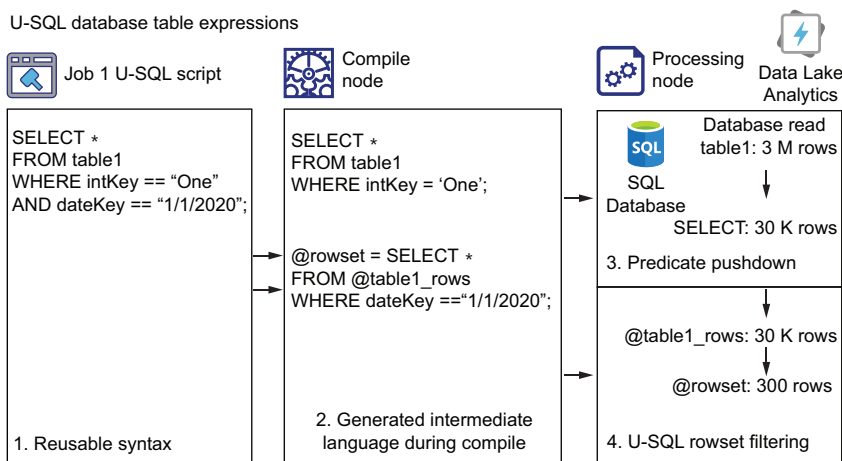 U-SQL database table expressions
Job 1 U-SQL script
Compile
node
Processing
node
Data Lake
Analytics
SELECT *
FROM table1
WHERE intKey == “One”
AND dateKey == “1/1/2020”;
1. Reusable syntax
SELECT *
FROM table1
WHERE intKey = ‘One’;
@rowset = SELECT *
FROM @table1_rows
WHERE dateKey ==“1/1/2020”;
2. Generated intermediate
language during compile
SQL
SQL
Database
Database read
table1: 3 M rows
SELECT: 30 K rows
3. Predicate pushdown
@table1_rows: 30 K rows
@rowset: 300 rows
4. U-SQL rowset filtering